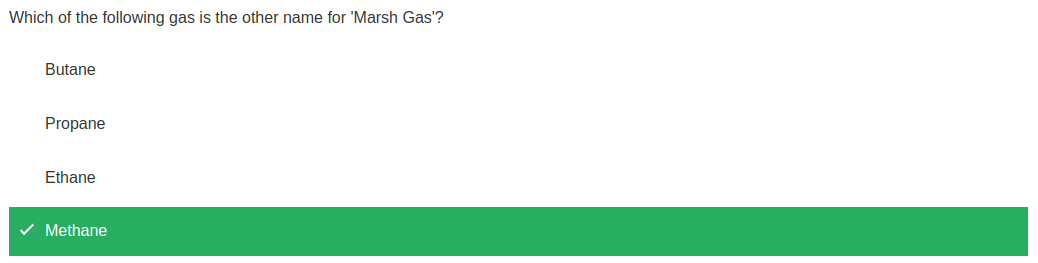 Which of the following gas is the other name for 'Marsh Gas'?
Butane
Propane
Ethane
Methane